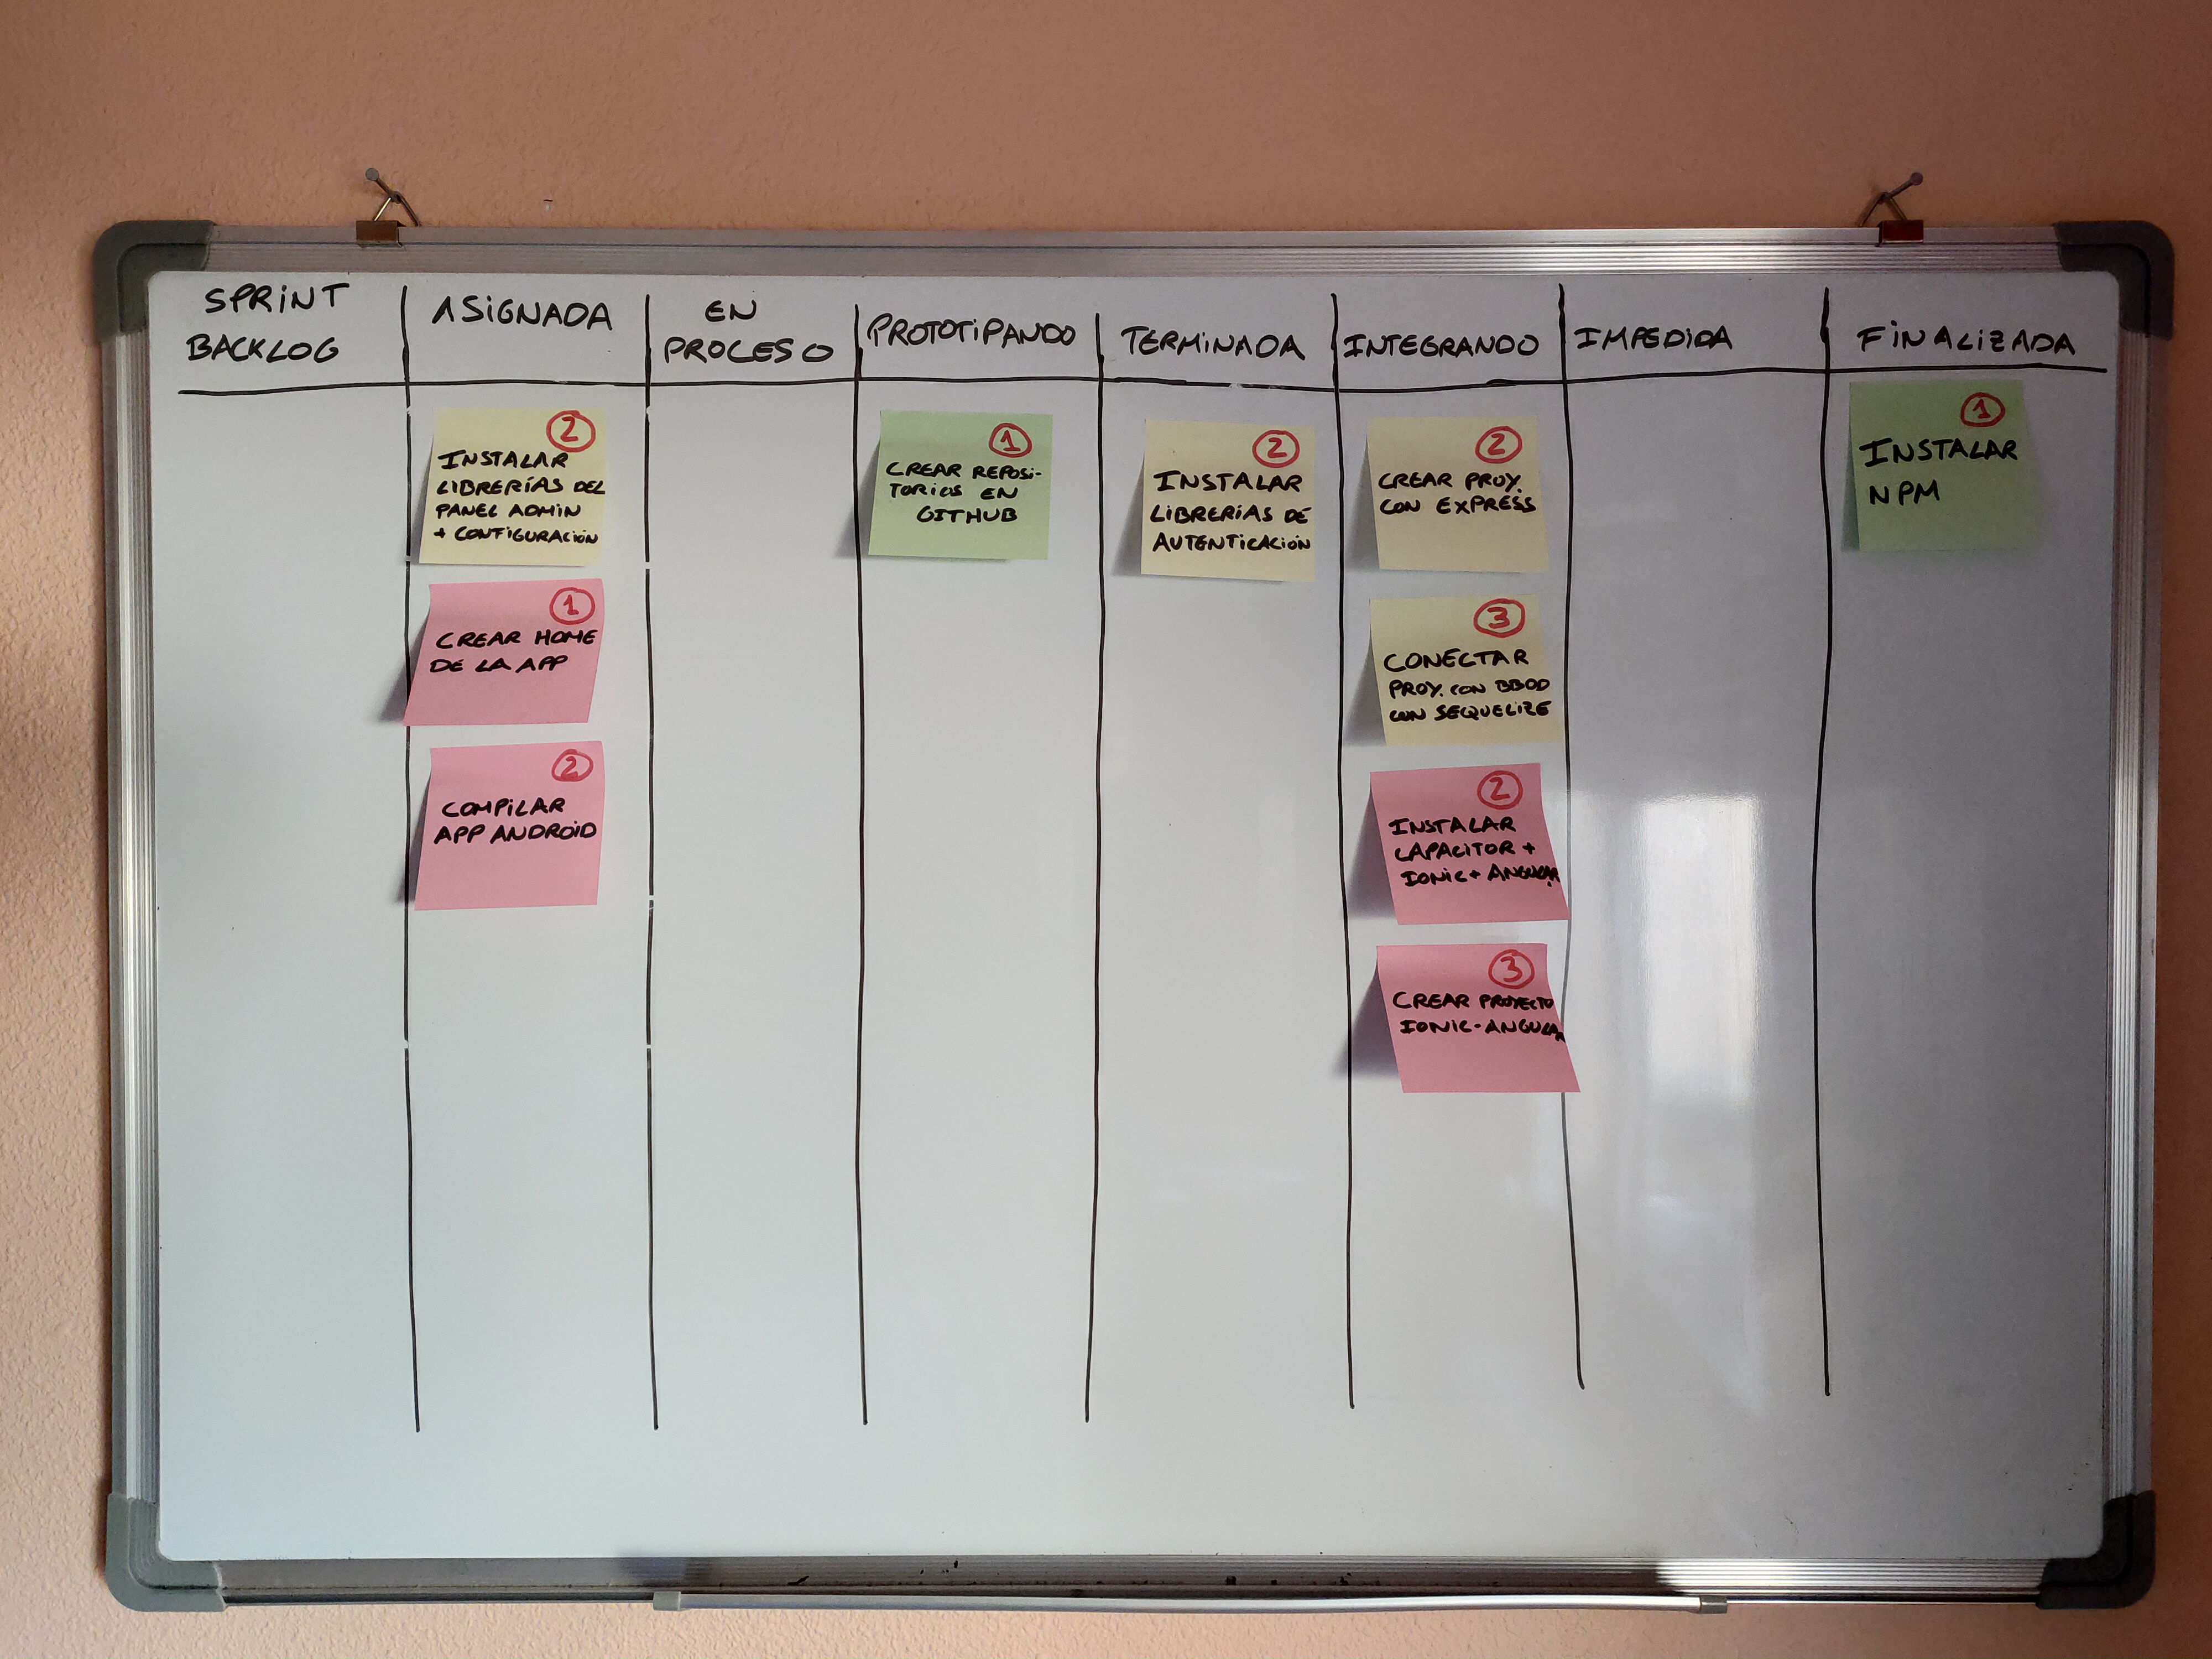 SPRINT
BACKLOG
ASIGNADA
EN
PROCESO
PROTOTIPANDO
TERMINADA
INTEGRANDO
IMPEDIDA
FINALIZADA
2
INSTALAR
LIBRERÍAS DEL
PANEL ADMIN
+ CONFIGURACIÓN
1
CREAR HOME
DE LA APP
2
COMPILAR
APP ANDROID
1
CREAR REPOSI-
TORIOS EN
GITHUB
2
INSTALAR
LIBRERÍAS DE
AUTENTICACIÓN
2
CREAR PROY.
CON EXPRESS
3
CONECTAR
PROY. CON BBDD
CON SEQUELIZE
2
INSTALAR
CAPACITOR +
IONIC + ANGULAR
3
CREAR PROYECTO
IONIC-ANGULAR
1
INSTALAR
NPM